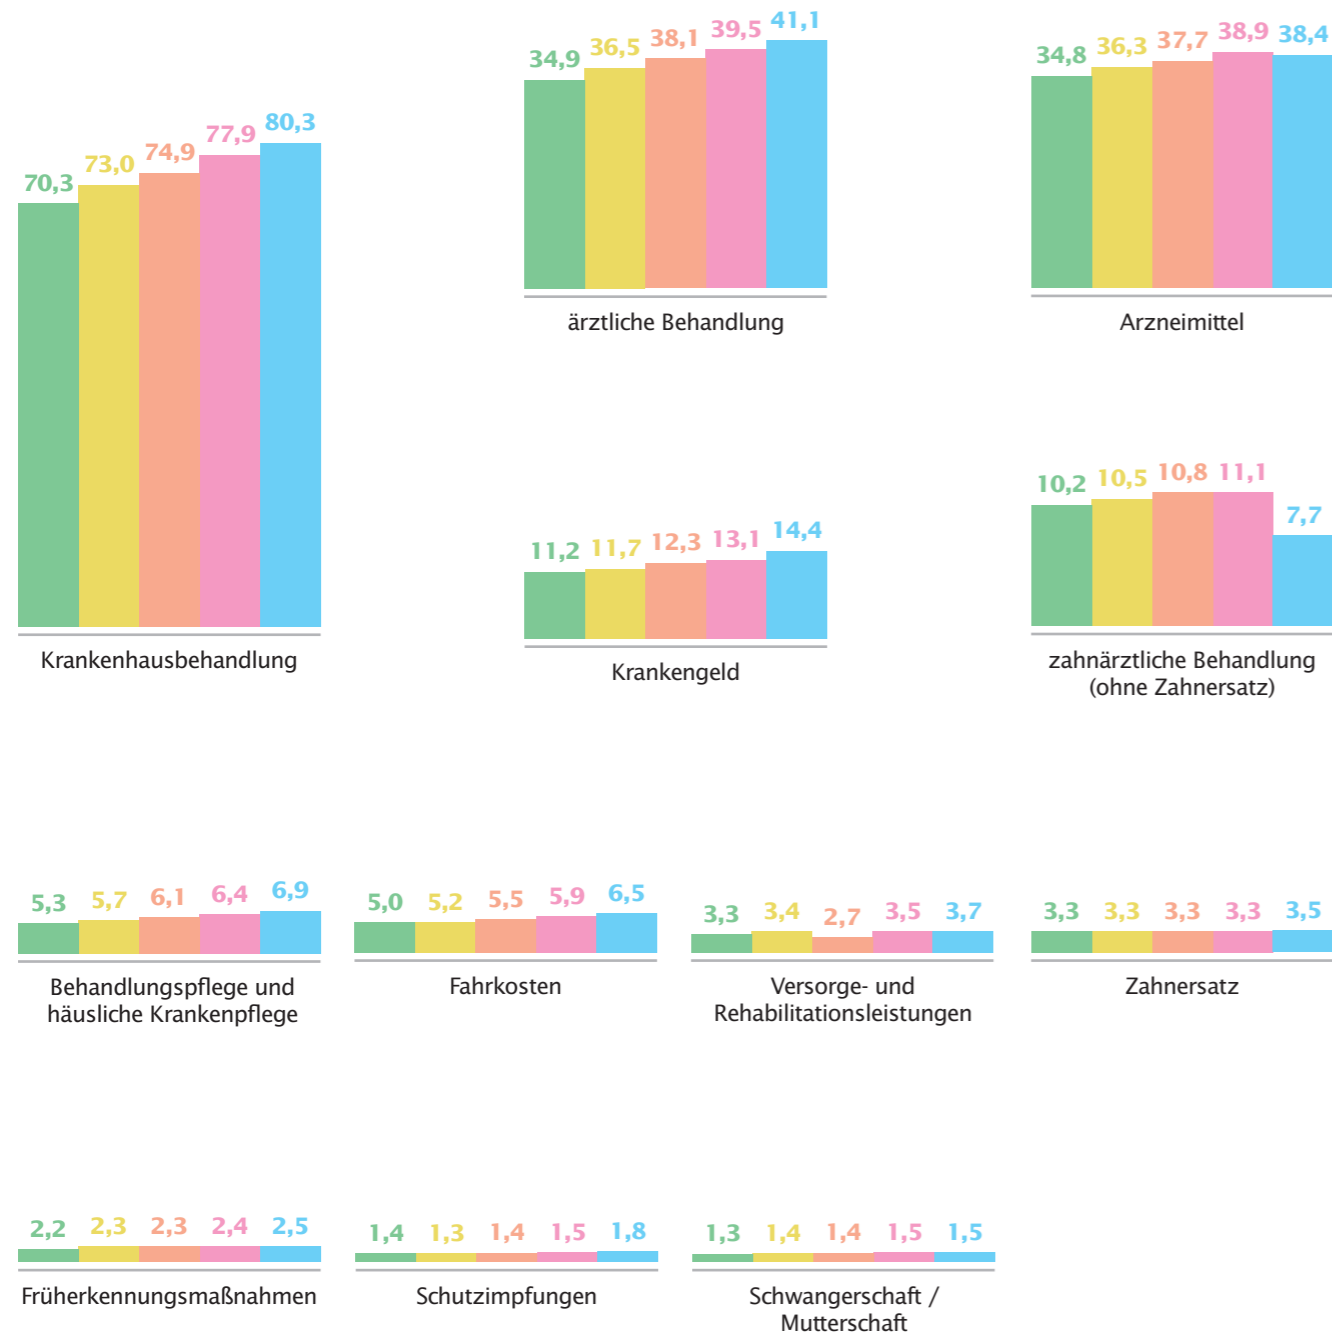 70,3 73,0 74,9 77,9 80,3
Krankenhausbehandlung
34,9 36,5 38,1 39,5 41,1
ärztliche Behandlung
34,8 36,3 37,7 38,9 38,4
Arzneimittel
11,2 11,7 12,3 13,1 14,4
Krankengeld
10,2 10,5 10,8 11,1 7,7
zahnärztliche Behandlung
(ohne Zahnersatz)
5,3 5,7 6,1 6,4 6,9
Behandlungspflege und
häusliche Krankenpflege
5,0 5,2 5,5 5,9 6,5
Fahrkosten
3,3 3,4 2,7 3,5 3,7
Versorge- und
Rehabilitationsleistungen
3,3 3,3 3,3 3,3 3,5
Zahnersatz
2,2 2,3 2,3 2,4 2,5
Früherkennungsmaßnahmen
1,4 1,3 1,4 1,5 1,8
Schutzimpfungen
1,3 1,4 1,4 1,5 1,5
Schwangerschaft /
Mutterschaft